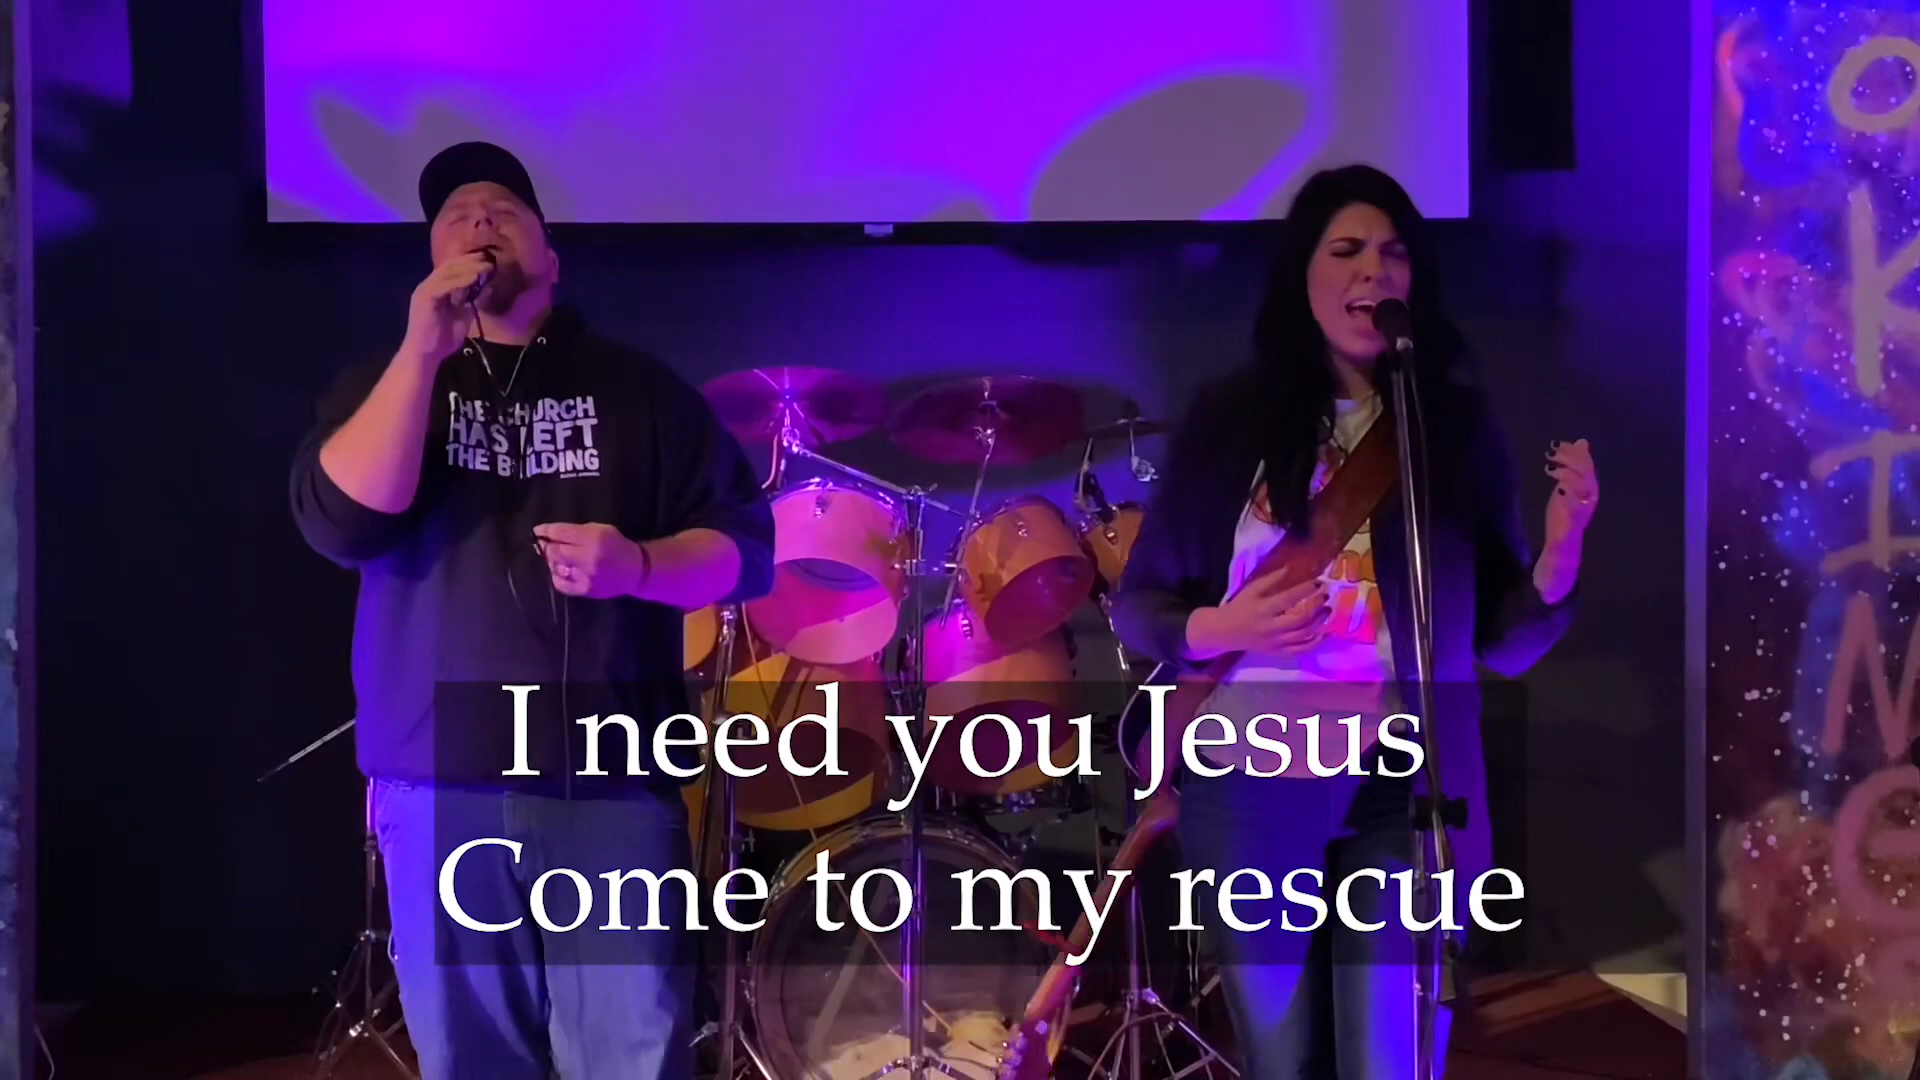 THE CHURCH
HAS LEFT
THE BUILDING
I need you Jesus
Come to my rescue